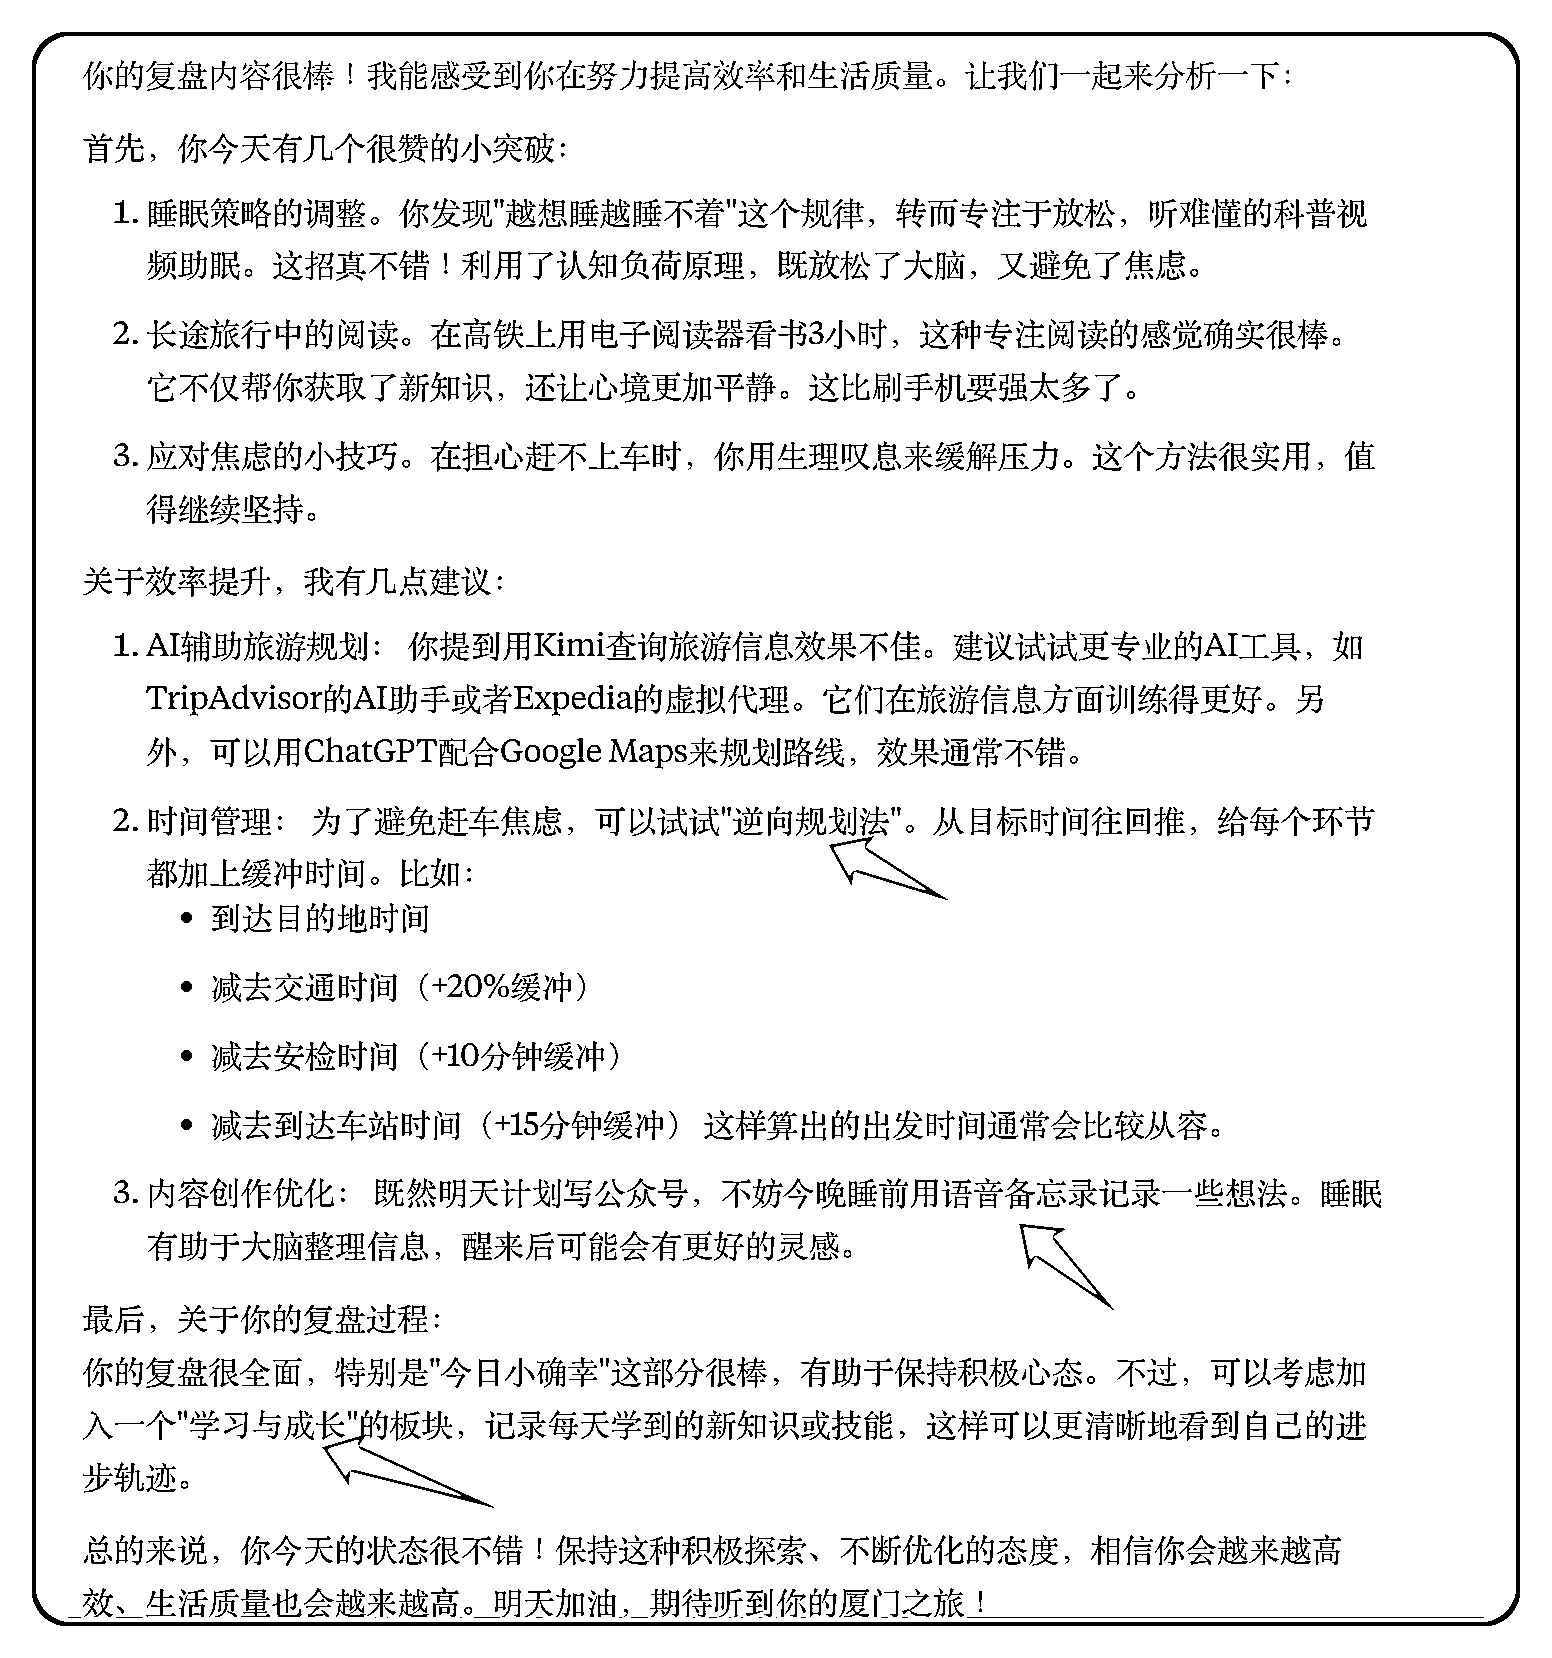 你的复盘内容很棒！我能感受到你在努力提高效率和生活质量。让我们一起来分析一下：
首先，你今天有几个很赞的小突破：
1. 睡眠策略的调整。你发现"越想睡越睡不着"这个规律，转而专注于放松，听难懂的科普视
频助眠。这招真不错！利用了认知负荷原理，既放松了大脑，又避免了焦虑。
2. 长途旅行中的阅读。在高铁上用电子阅读器看书3小时，这种专注阅读的感觉确实很棒。
它不仅帮你获取了新知识，还让心境更加平静。这比刷手机要强太多了。
3. 应对焦虑的小技巧。在担心赶不上车时，你用生理叹息来缓解压力。这个方法很实用，值
得继续坚持。
关于效率提升，我有几点建议：
1. AI辅助旅游规划： 你提到用Kimi查询旅游信息效果不佳。建议试试更专业的AI工具，如
TripAdvisor的AI助手或者Expedia的虚拟代理。它们在旅游信息方面训练得更好。另
外，可以用ChatGPT配合Google Maps来规划路线，效果通常不错。
2. 时间管理： 为了避免赶车焦虑，可以试试"逆向规划法"。从目标时间往回推，给每个环节
都加上缓冲时间。比如：
• 到达目的地时间
• 减去交通时间（+20%缓冲）
• 减去安检时间（+10分钟缓冲）
• 减去到达车站时间（+15分钟缓冲） 这样算出的出发时间通常会比较从容。
3. 内容创作优化： 既然明天计划写公众号，不妨今晚睡前用语音备忘录记录一些想法。睡眠
有助于大脑整理信息，醒来后可能会有更好的灵感。
最后，关于你的复盘过程：
你的复盘很全面，特别是"今日小确幸"这部分很棒，有助于保持积极心态。不过，可以考虑加
入一个"学习与成长"的板块，记录每天学到的新知识或技能，这样可以更清晰地看到自己的进
步轨迹。
总的来说，你今天的状态很不错！保持这种积极探索、不断优化的态度，相信你会越来越高
效、生活质量也会越来越高。明天加油，期待听到你的厦门之旅！